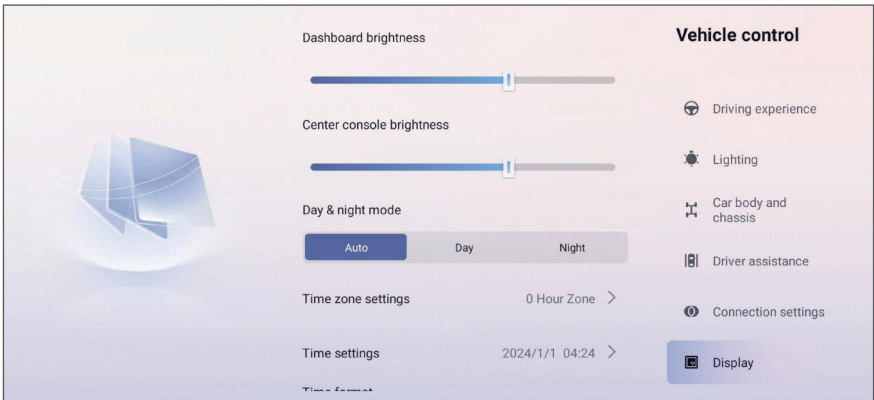 Dashboard brightness
Center console brightness
Day & night mode
Auto Day Night
Time zone settings 0 Hour Zone
Time settings 2024/1/1 04:24
Time format
Vehicle control
Driving experience
Lighting
Car body and
chassis
Driver assistance
Connection settings
Display